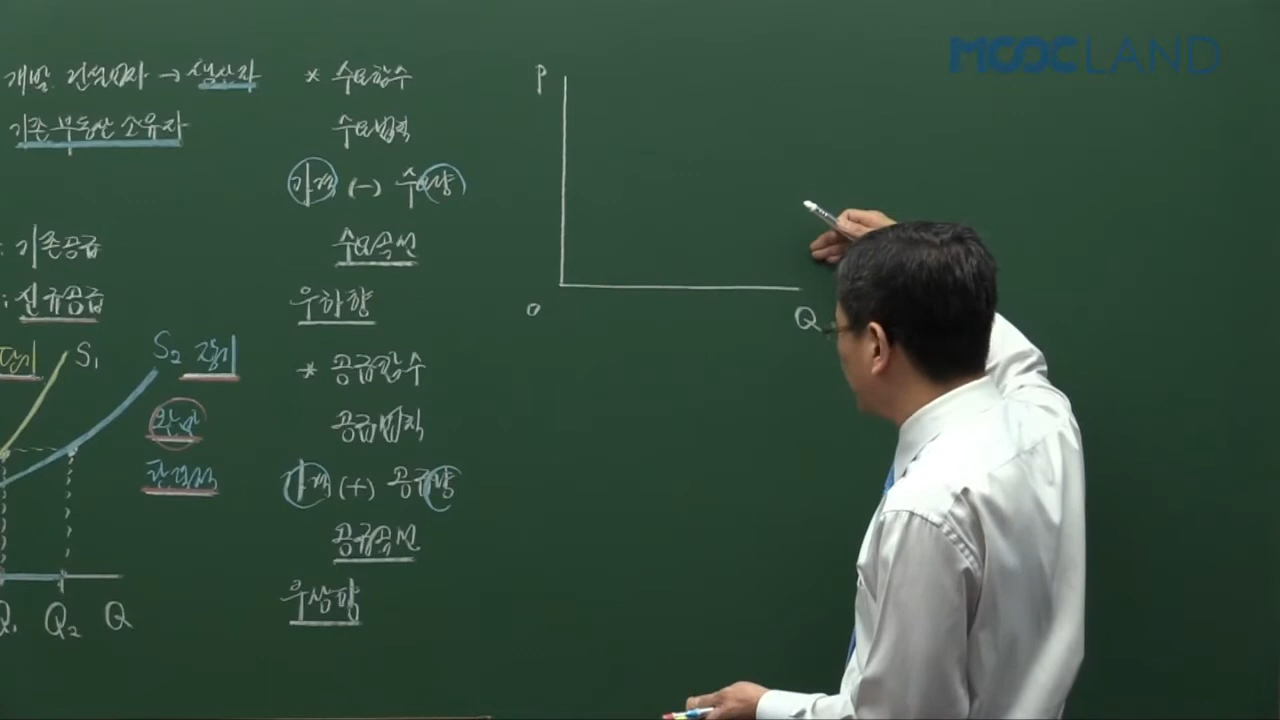 MOOCLAND
개발. 건설업자 → 생산자
기존 부동산 소유자
: 기존공급
: 신규공급
단기
S₁
S₂ 장기
완만
탄력적
Q₁ Q₂ Q
* 수요함수
수요법칙
가격 (-) 수요량
수요곡선
우하향
* 공급함수
공급법칙
가격 (+) 공급량
공급곡선
우상향
P
0
Q